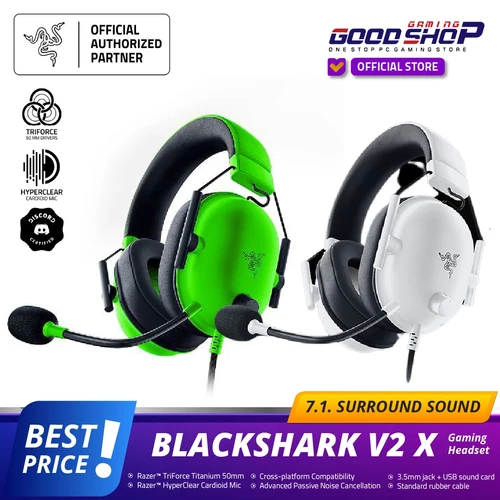 OFFICIAL
AUTHORIZED
PARTNER
GAMING
GOODSHOP
ONE STOP PC GAMING STORE
OFFICIAL STORE
TRIFORCE
50 MM DRIVERS
HYPERCLEAR
CARDIOID MIC
DISCORD
CERTIFIED
7.1. SURROUND SOUND
BEST
PRICE!
BLACKSHARK V2 X Gaming
Headset
Razer™ TriForce Titanium 50mm
Razer™ HyperClear Cardioid Mic
Cross-platform Compatibility
Advanced Passive Noise Cancellation
3.5mm jack + USB sound card
Standard rubber cable